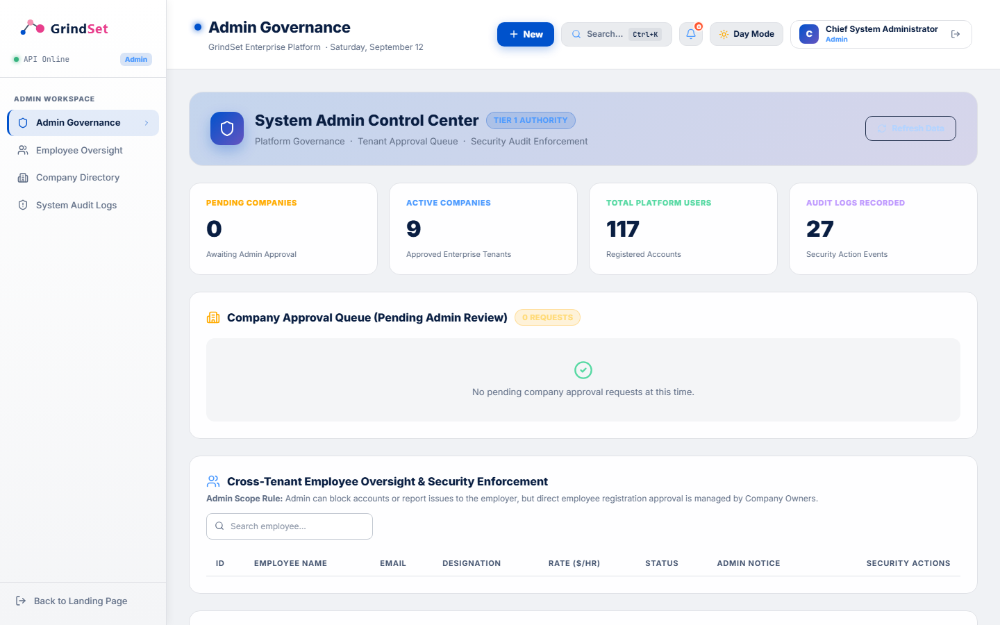 GrindSet
API Online
Admin
ADMIN WORKSPACE
Admin Governance
Employee Oversight
Company Directory
System Audit Logs
Back to Landing Page
Admin Governance
GrindSet Enterprise Platform · Saturday, September 12
New
Search...
Ctrl+K
0
Day Mode
C
Chief System Administrator
Admin
System Admin Control Center
TIER 1 AUTHORITY
Platform Governance · Tenant Approval Queue · Security Audit Enforcement
Refresh Data
PENDING COMPANIES
0
Awaiting Admin Approval
ACTIVE COMPANIES
9
Approved Enterprise Tenants
TOTAL PLATFORM USERS
117
Registered Accounts
AUDIT LOGS RECORDED
27
Security Action Events
Company Approval Queue (Pending Admin Review)
0 REQUESTS
No pending company approval requests at this time.
Cross-Tenant Employee Oversight & Security Enforcement
Admin Scope Rule: Admin can block accounts or report issues to the employer, but direct employee registration approval is managed by Company Owners.
Search employee...
ID EMPLOYEE NAME EMAIL DESIGNATION RATE ($/HR) STATUS ADMIN NOTICE SECURITY ACTIONS